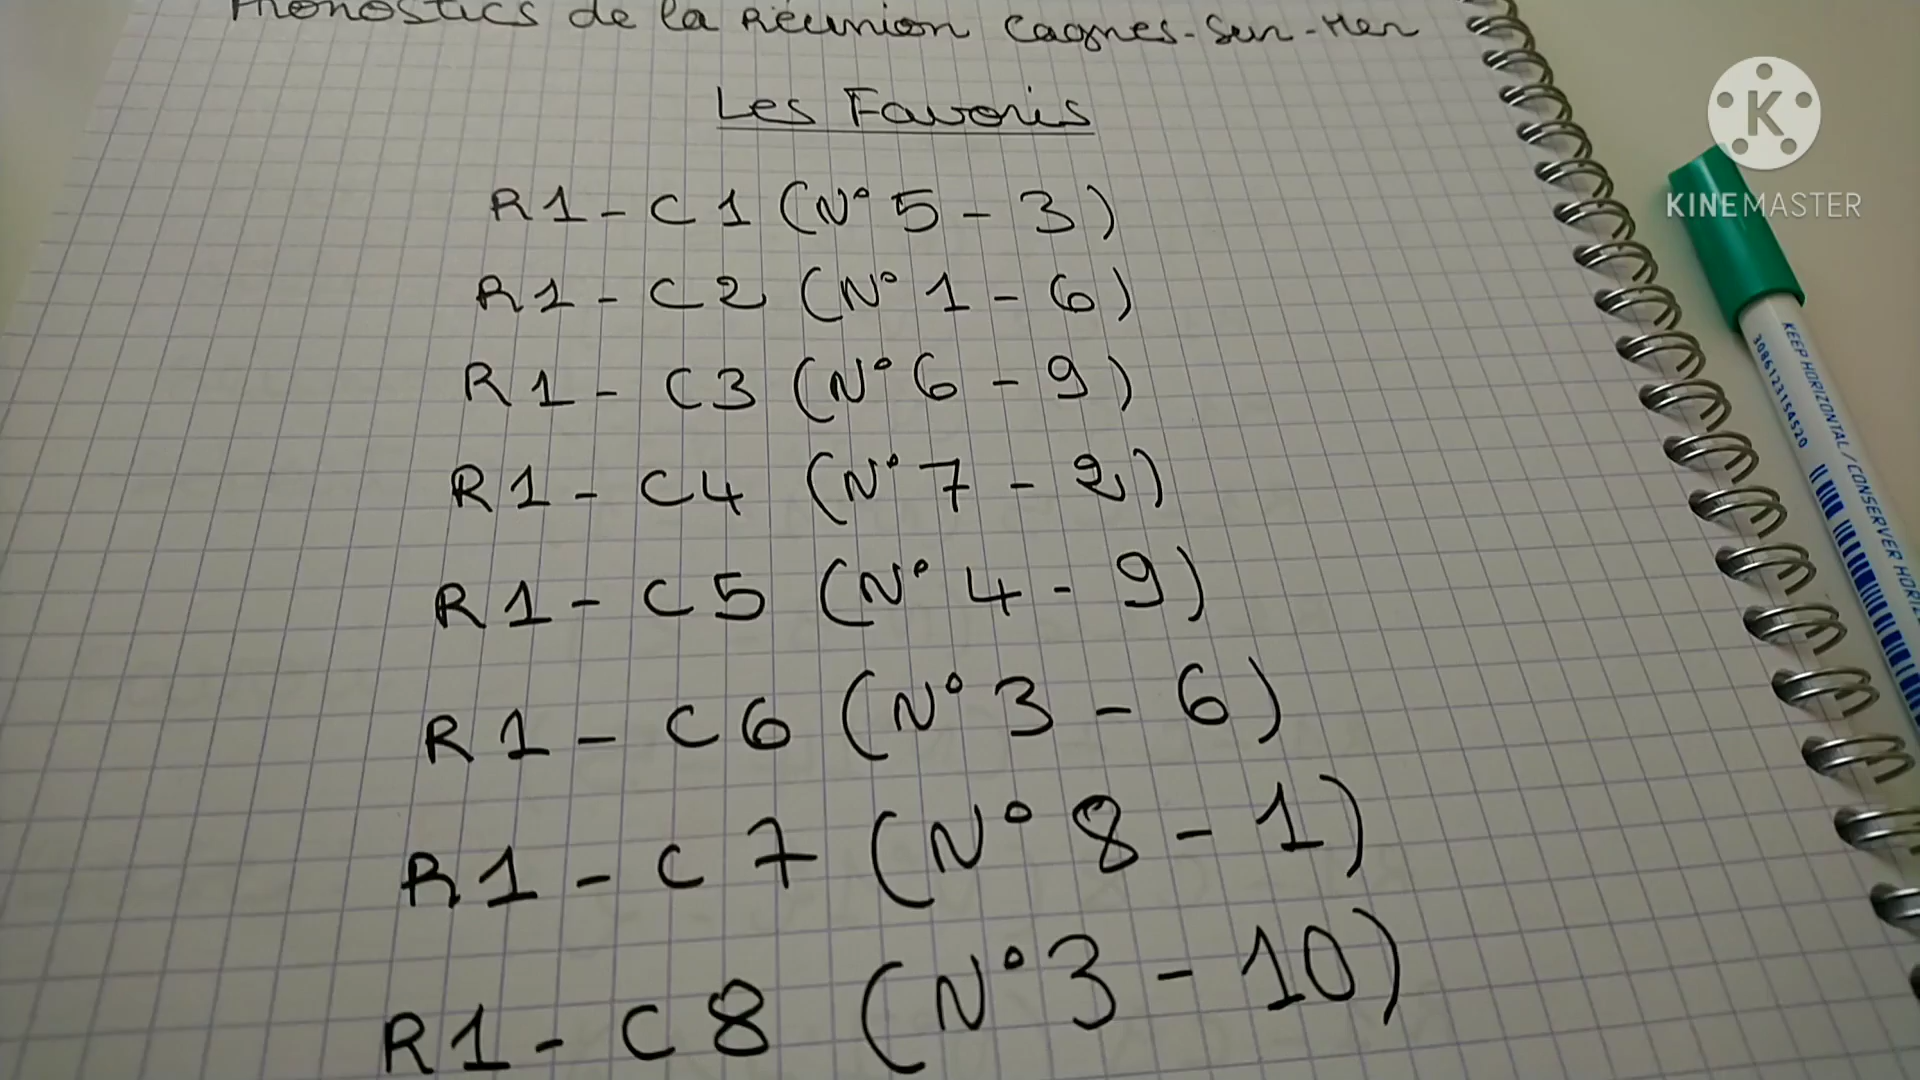 Pronostics de la Réunion Cagnes-Sur-Mer
Les Favoris
R1 - C1 (N° 5 - 3)
R1 - C2 (N° 1 - 6)
R1 - C3 (N° 6 - 9)
R1 - C4 (N° 7 - 2)
R1 - C5 (N° 4 - 9)
R1 - C6 (N° 3 - 6)
R1 - C7 (N° 8 - 1)
R1 - C8 (N° 3 - 10)
K
KINEMASTER
KEEP HORIZONTAL / CONSERVER
3086123154520